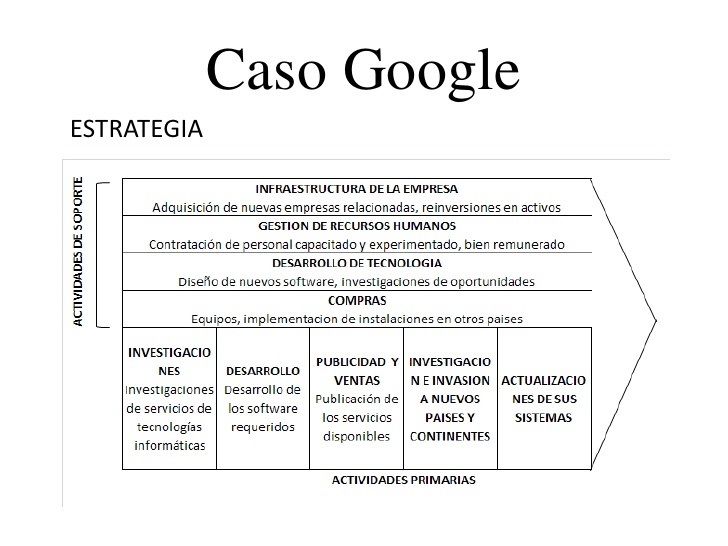 Caso Google
ESTRATEGIA
ACTIVIDADES DE SOPORTE
INFRAESTRUCTURA DE LA EMPRESA
Adquisición de nuevas empresas relacionadas, reinversiones en activos
GESTION DE RECURSOS HUMANOS
Contratación de personal capacitado y experimentado, bien remunerado
DESARROLLO DE TECNOLOGIA
Diseño de nuevos software, investigaciones de oportunidades
COMPRAS
Equipos, implementacion de instalaciones en otros paises
INVESTIGACIO
NES
Investigaciones
de servicios de
tecnologías
informáticas
DESARROLLO
Desarrollo de
los software
requeridos
PUBLICIDAD Y
VENTAS
Publicación de
los servicios
disponibles
INVESTIGACIO
N E INVASION
A NUEVOS
PAISES Y
CONTINENTES
ACTUALIZACIO
NES DE SUS
SISTEMAS
ACTIVIDADES PRIMARIAS